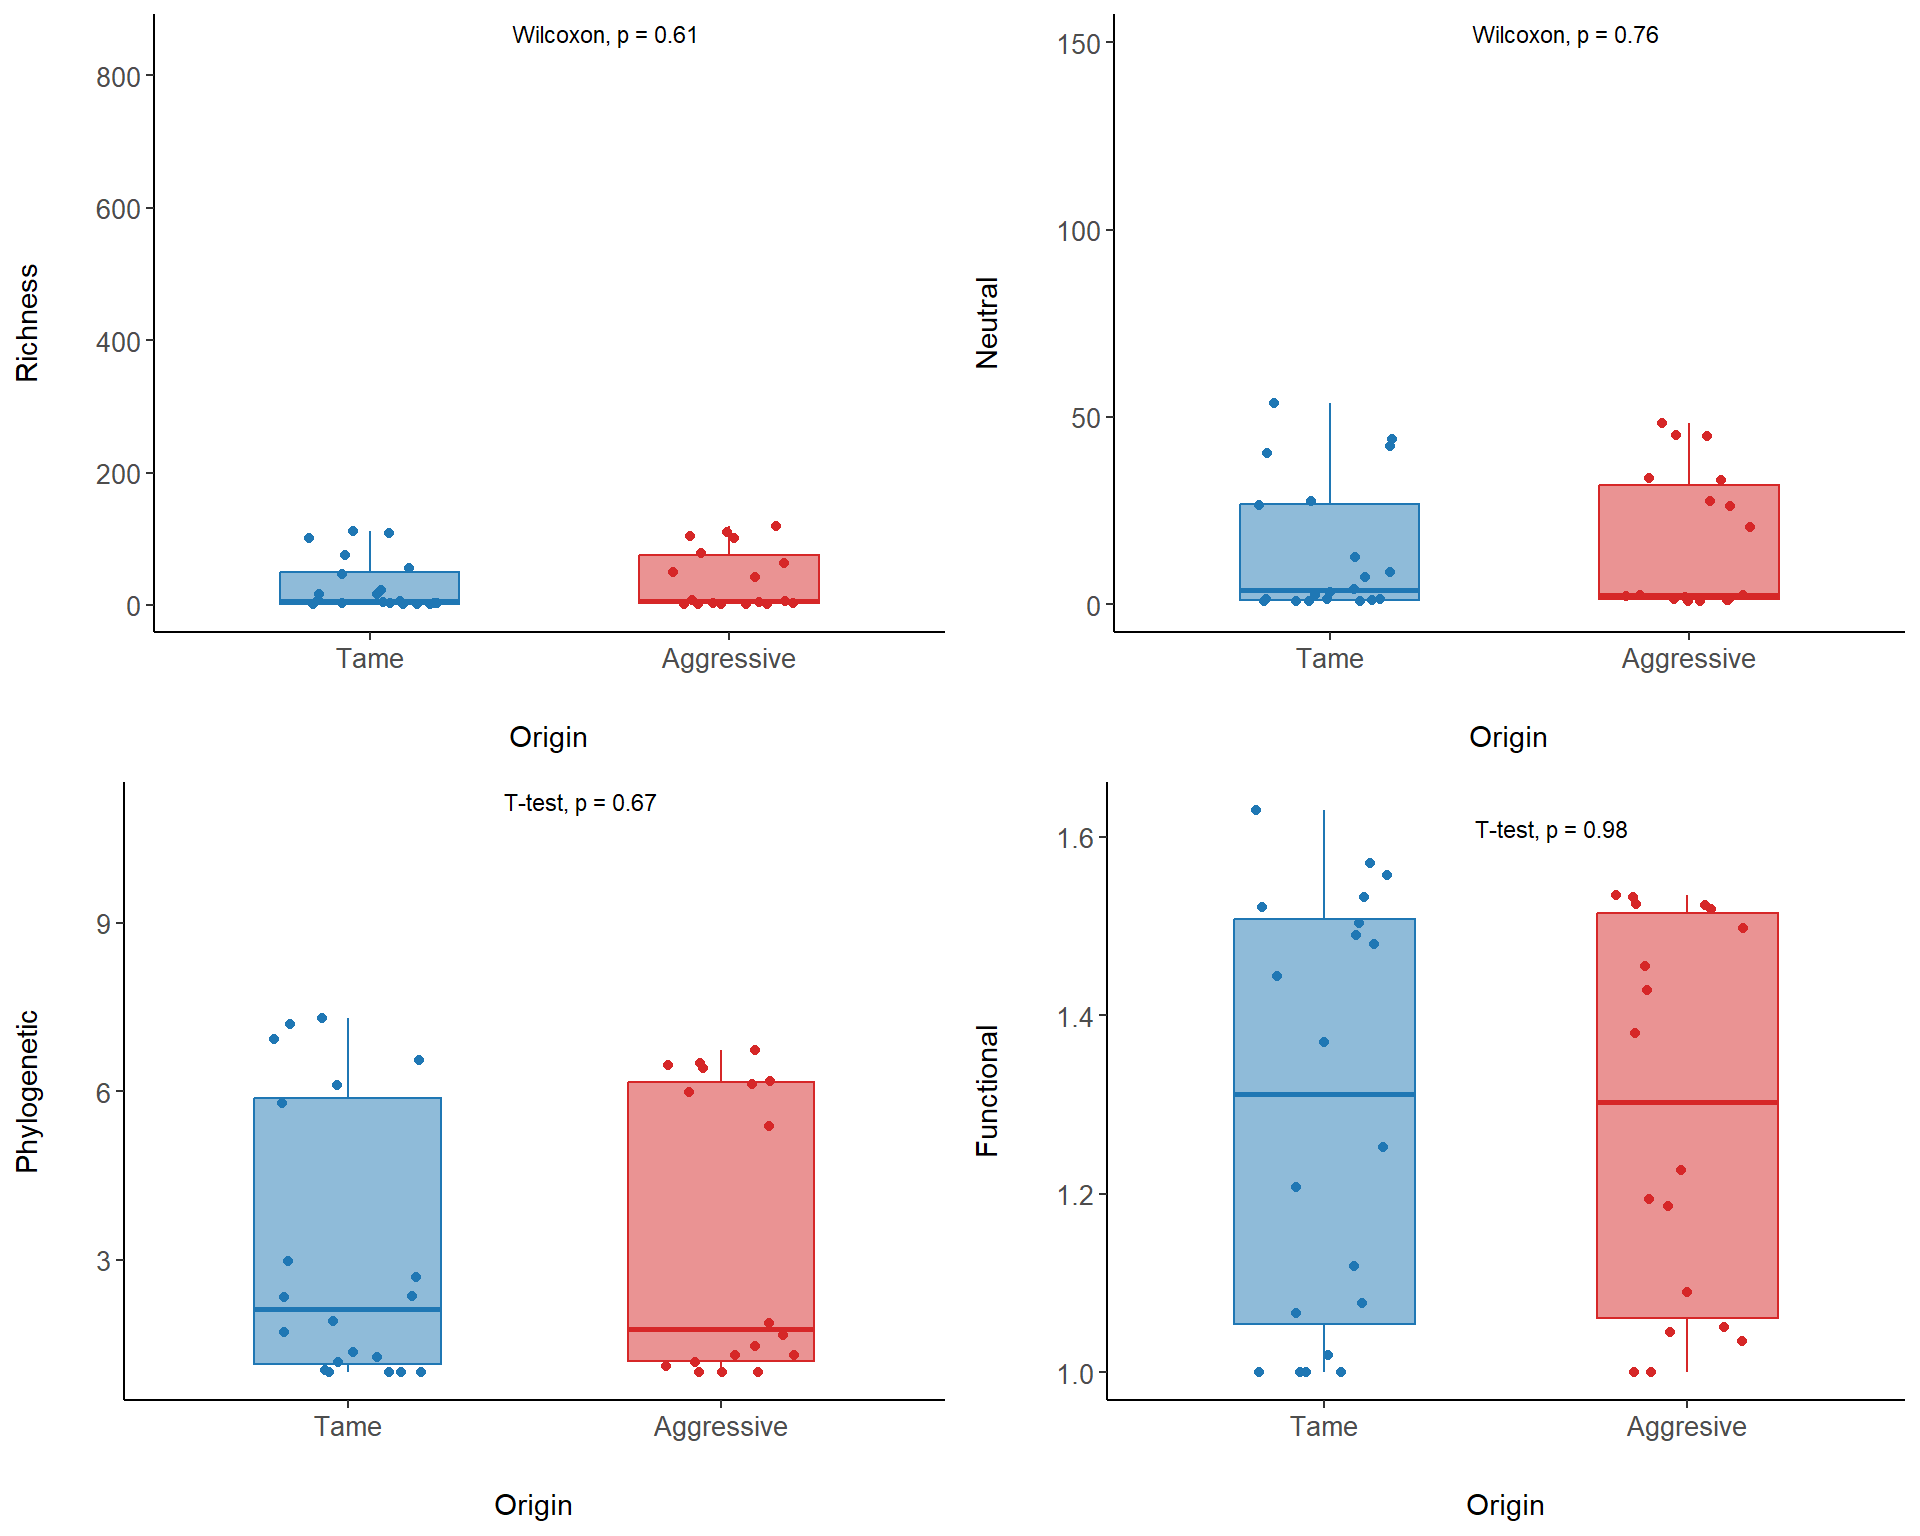 Wilcoxon, p = 0.61
800
600
400
200
0
Richness
Tame Aggressive
Origin
Wilcoxon, p = 0.76
150
100
50
0
Neutral
Tame Aggressive
Origin
T-test, p = 0.67
9
6
3
Phylogenetic
Tame Aggressive
Origin
T-test, p = 0.98
1.6
1.4
1.2
1.0
Functional
Tame Aggresive
Origin